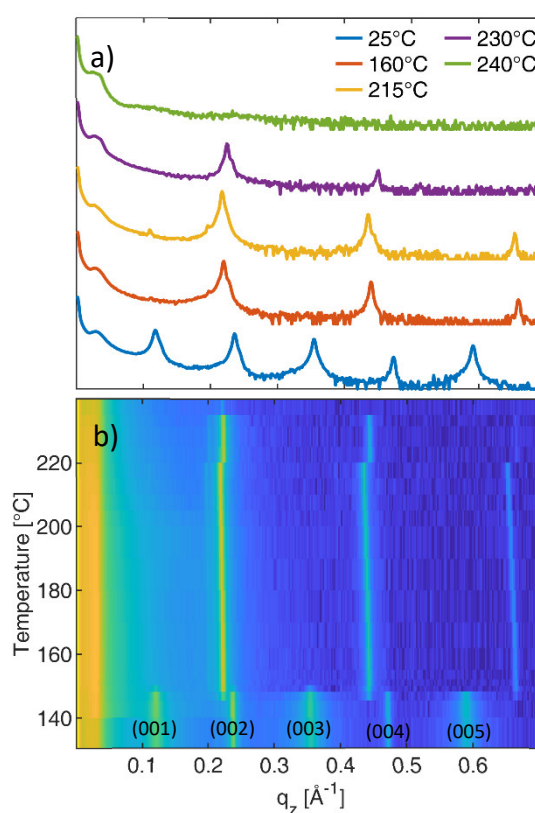 a)
25°C
160°C
215°C
230°C
240°C
b)
Temperature [°C]
220
200
180
160
140
(001)
(002)
(003)
(004)
(005)
0.1
0.2
0.3
0.4
0.5
0.6
q_z [Å⁻¹]